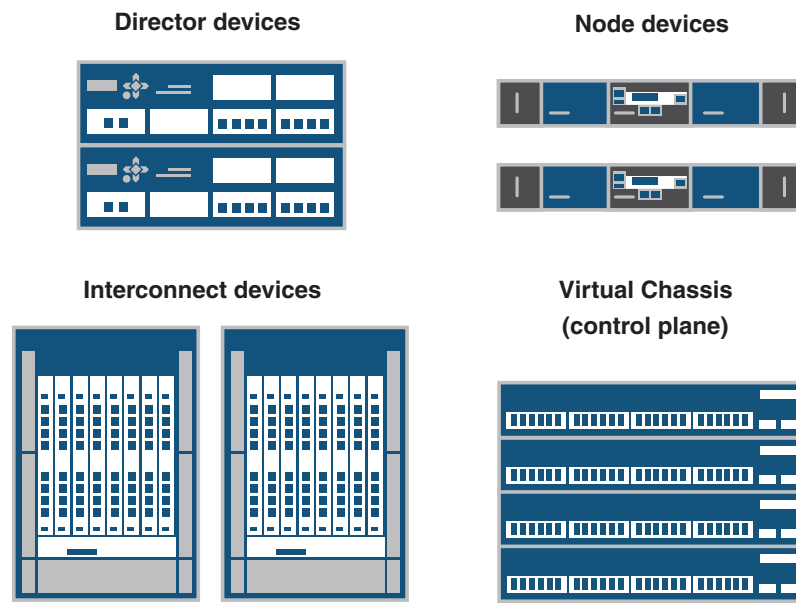 Director devices
Node devices
Interconnect devices
Virtual Chassis
(control plane)